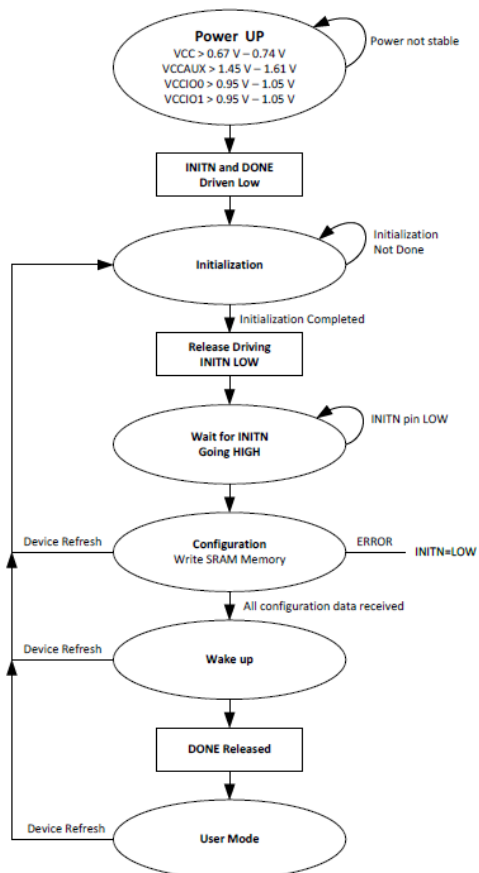 Power UP
VCC > 0.67 V – 0.74 V
VCCAUX > 1.45 V – 1.61 V
VCCIO0 > 0.95 V – 1.05 V
VCCIO1 > 0.95 V – 1.05 V
Power not stable
INITN and DONE
Driven Low
Initialization
Initialization
Not Done
Initialization Completed
Release Driving
INITN LOW
Wait for INITN
Going HIGH
INITN pin LOW
Device Refresh
Configuration
Write SRAM Memory
ERROR
INITN=LOW
All configuration data received
Device Refresh
Wake up
DONE Released
Device Refresh
User Mode